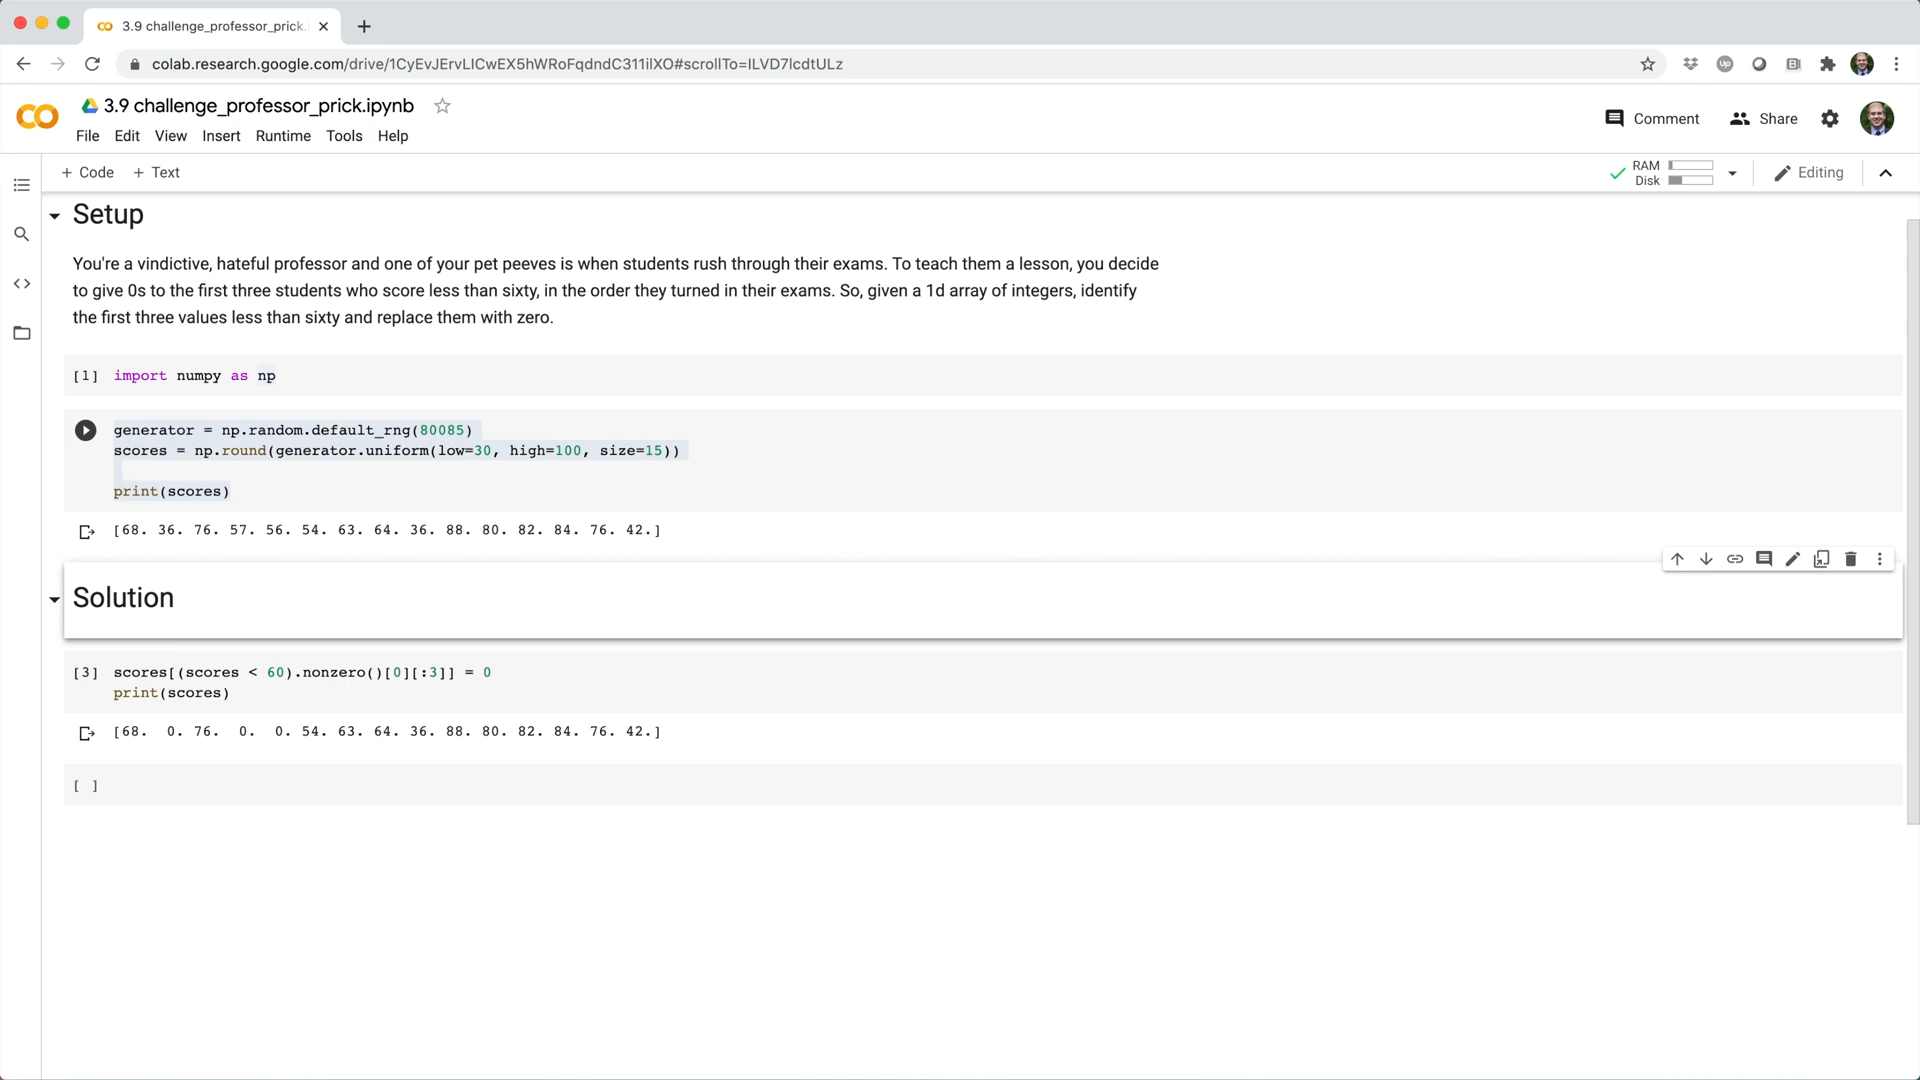 3.9 challenge_professor_prick.
colab.research.google.com/drive/1CyEvJErvLICwEX5hWRoFqdndC311ilXO#scrollTo=ILVD7lcdtULz
3.9 challenge_professor_prick.ipynb
File Edit View Insert Runtime Tools Help
Comment Share
+ Code + Text
RAM
Disk
Editing
Setup
You're a vindictive, hateful professor and one of your pet peeves is when students rush through their exams. To teach them a lesson, you decide
to give 0s to the first three students who score less than sixty, in the order they turned in their exams. So, given a 1d array of integers, identify
the first three values less than sixty and replace them with zero.
[1] import numpy as np
generator = np.random.default_rng(80085)
scores = np.round(generator.uniform(low=30, high=100, size=15))
print(scores)
[68. 36. 76. 57. 56. 54. 63. 64. 36. 88. 80. 82. 84. 76. 42.]
Solution
[3] scores[(scores < 60).nonzero()[0][:3]] = 0
print(scores)
[68. 0. 76. 0. 0. 54. 63. 64. 36. 88. 80. 82. 84. 76. 42.]
[ ]